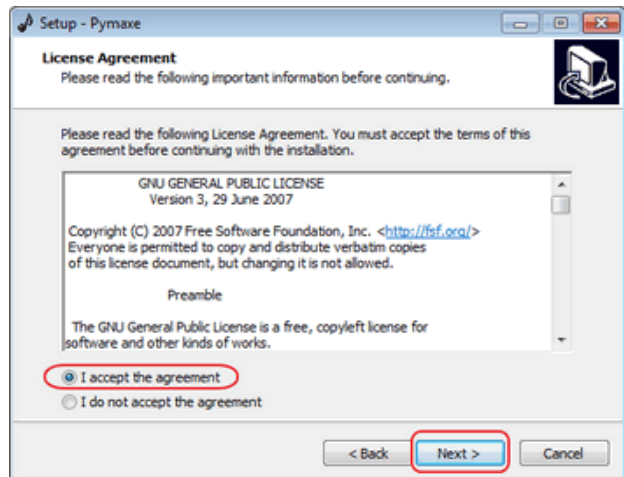 Setup - Pymaxe
License Agreement
Please read the following important information before continuing.
Please read the following License Agreement. You must accept the terms of this
agreement before continuing with the installation.
GNU GENERAL PUBLIC LICENSE
Version 3, 29 June 2007
Copyright (C) 2007 Free Software Foundation, Inc. <http://fsf.org/>
Everyone is permitted to copy and distribute verbatim copies
of this license document, but changing it is not allowed.
Preamble
The GNU General Public License is a free, copyleft license for
software and other kinds of works.
I accept the agreement
I do not accept the agreement
< Back Next > Cancel